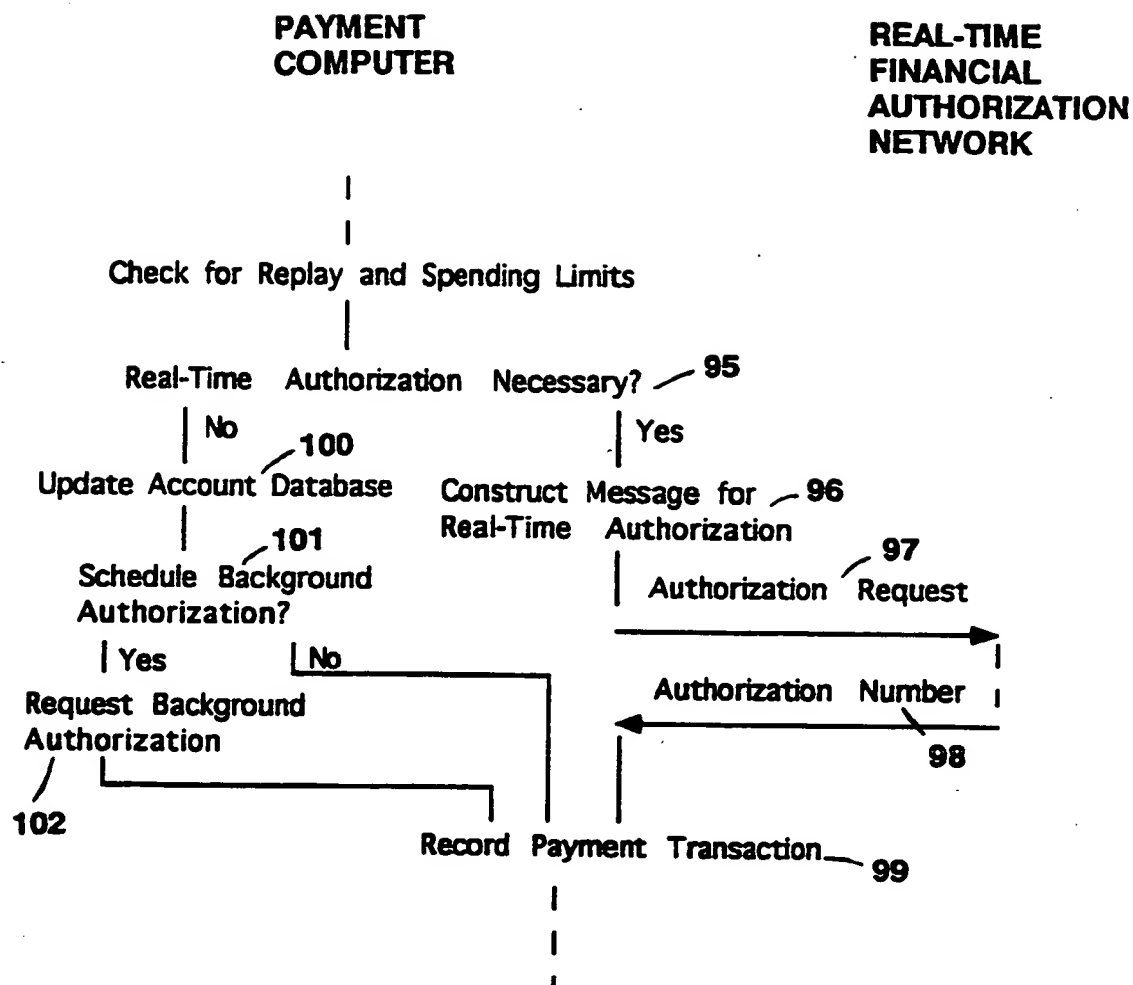 PAYMENT
COMPUTER
REAL-TIME
FINANCIAL
AUTHORIZATION
NETWORK
Check for Replay and Spending Limits
Real-Time Authorization Necessary? 95
No
Yes
100
Update Account Database
Construct Message for 96
Real-Time Authorization
101
Schedule Background
Authorization?
97
Authorization Request
Yes
No
Authorization Number
98
Request Background
Authorization
102
Record Payment Transaction 99